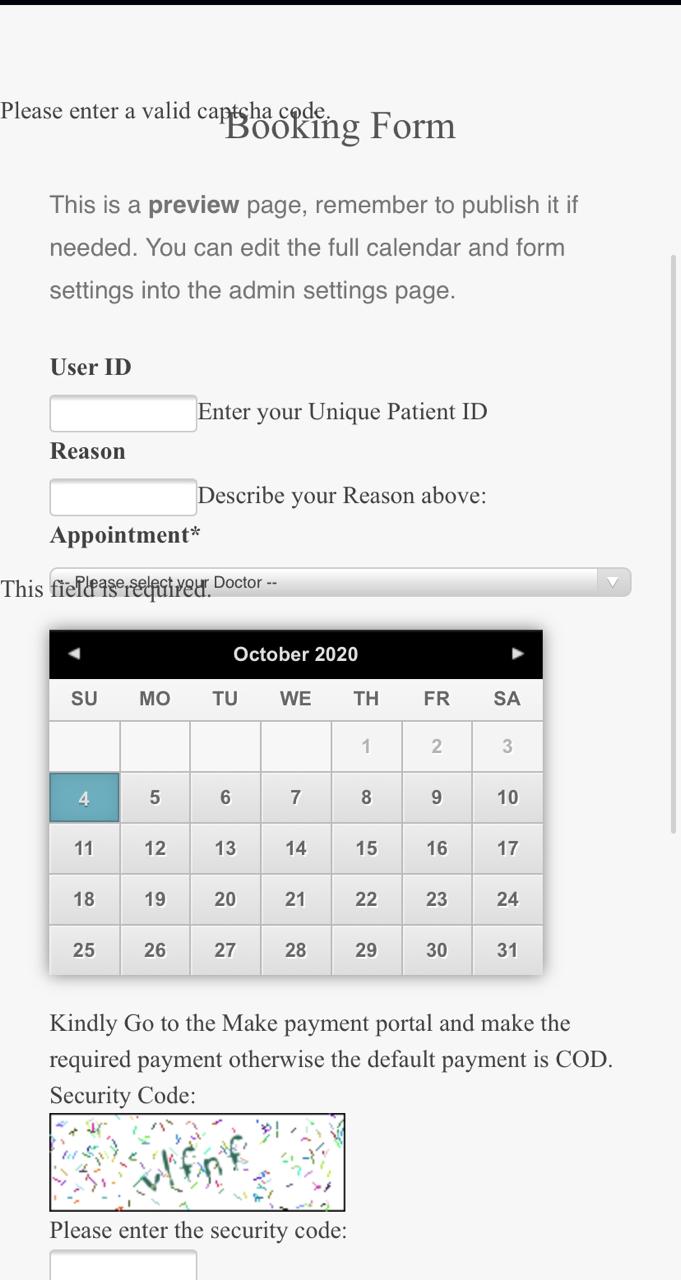 Please enter a valid captcha code.
Booking Form
This is a preview page, remember to publish it if
needed. You can edit the full calendar and form
settings into the admin settings page.
User ID
Enter your Unique Patient ID
Reason
Describe your Reason above:
Appointment*
-- Please select your Doctor --
This field is required.
October 2020
SU MO TU WE TH FR SA
1 2 3
4 5 6 7 8 9 10
11 12 13 14 15 16 17
18 19 20 21 22 23 24
25 26 27 28 29 30 31
Kindly Go to the Make payment portal and make the
required payment otherwise the default payment is COD.
Security Code:
vlfnf
Please enter the security code: